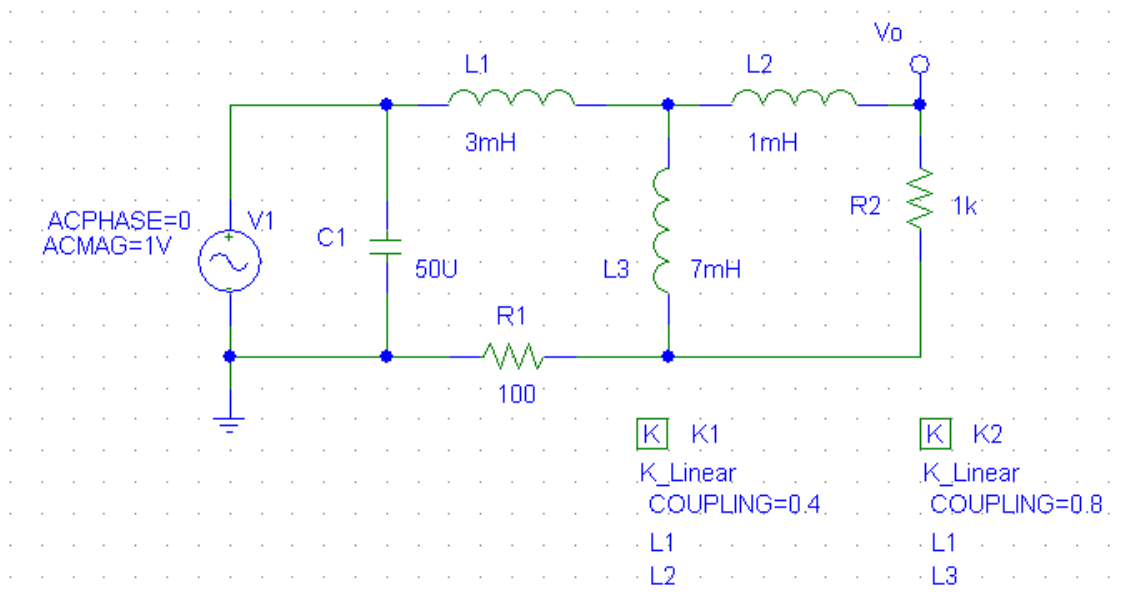 Vo
L1
L2
3mH
1mH
ACPHASE=0
ACMAG=1V
V1
+
-
C1
50U
L3
7mH
R2
1k
R1
100
K K1
K_Linear
COUPLING=0.4
L1
L2
K K2
K_Linear
COUPLING=0.8
L1
L3